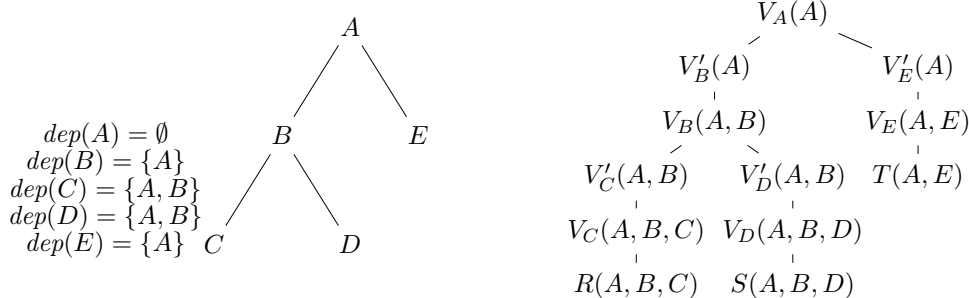 A
B
E
C
D
dep(A) = ∅
dep(B) = {A}
dep(C) = {A, B}
dep(D) = {A, B}
dep(E) = {A}
V_A(A)
V'_B(A)
V'_E(A)
V_B(A, B)
V_E(A, E)
V'_C(A, B)
V'_D(A, B)
T(A, E)
V_C(A, B, C)
V_D(A, B, D)
R(A, B, C)
S(A, B, D)